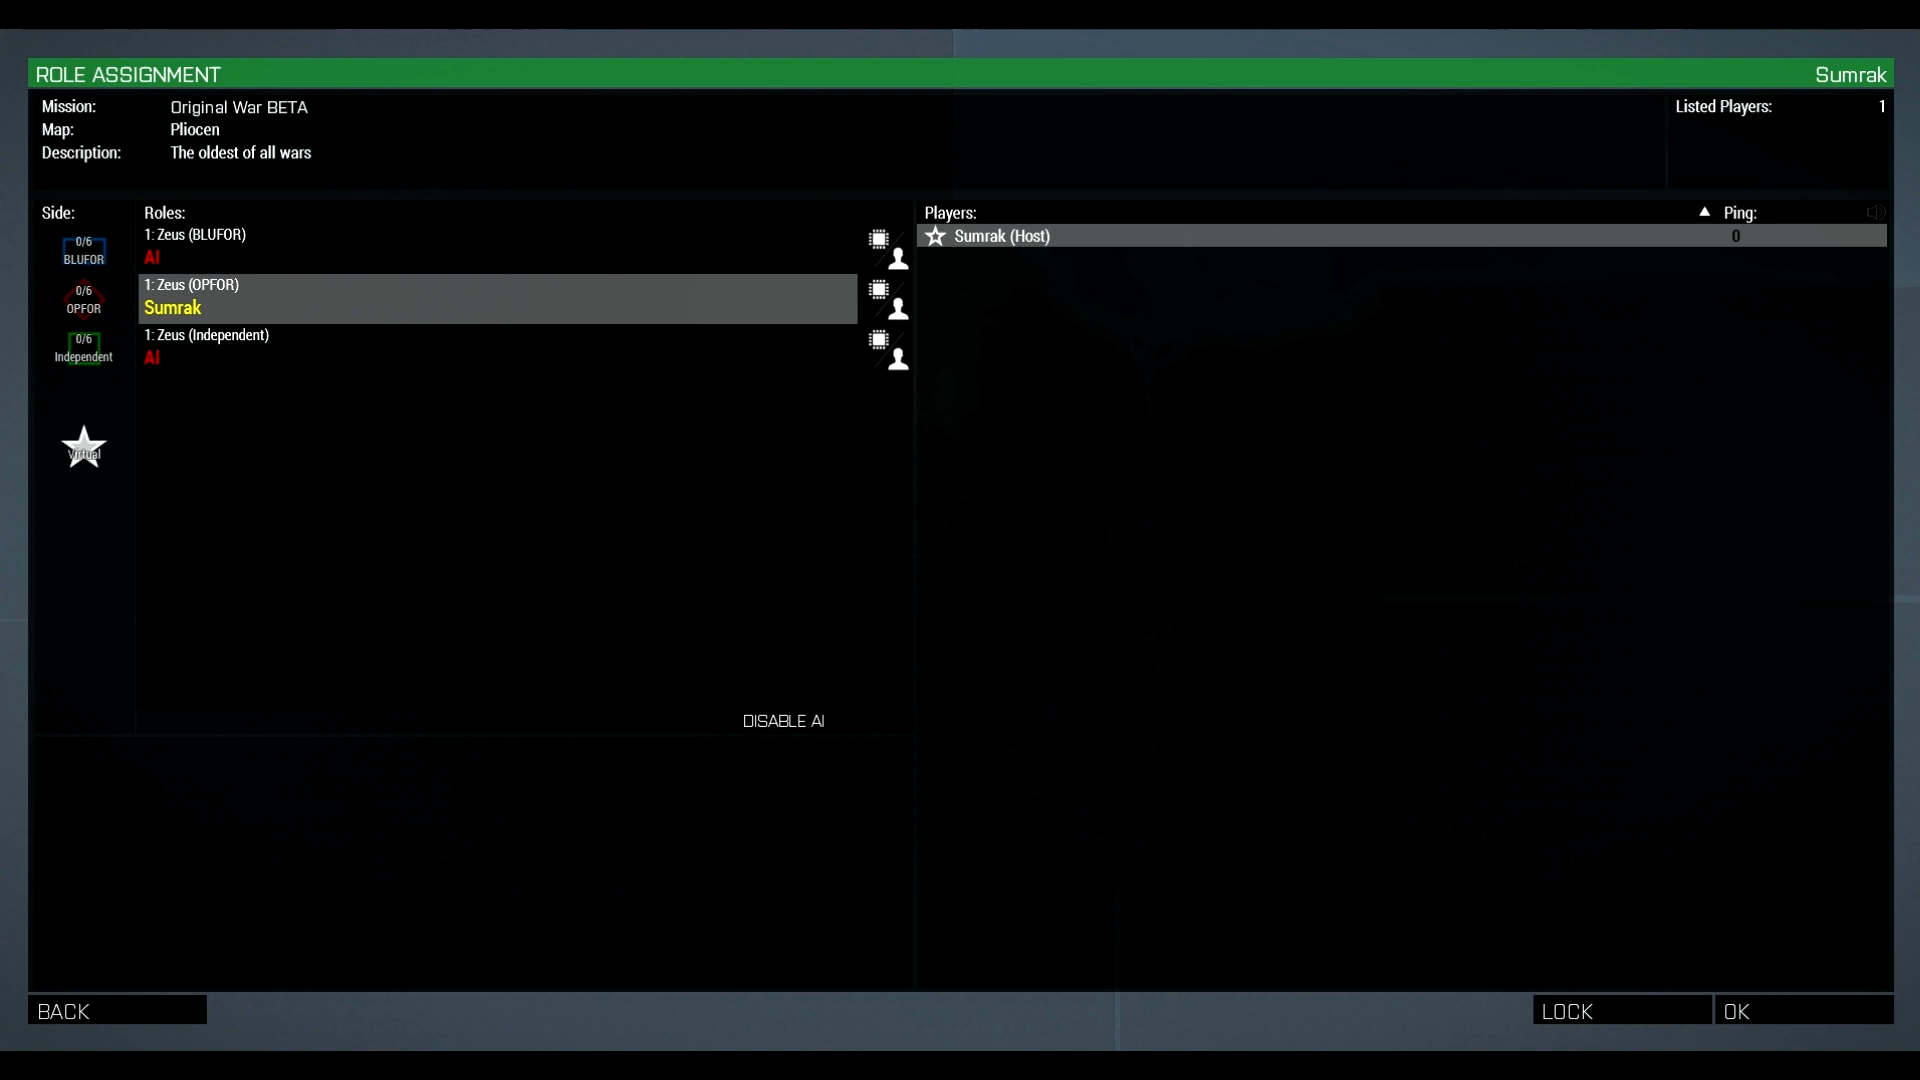 ROLE ASSIGNMENT
Sumrak
Mission: Original War BETA
Map: Pliocen
Description: The oldest of all wars
Listed Players: 1
Side:
0/6
BLUFOR
0/6
OPFOR
0/6
Independent
Virtual
Roles:
1: Zeus (BLUFOR)
AI
1: Zeus (OPFOR)
Sumrak
1: Zeus (Independent)
AI
DISABLE AI
Players: Ping:
Sumrak (Host) 0
BACK
LOCK
OK